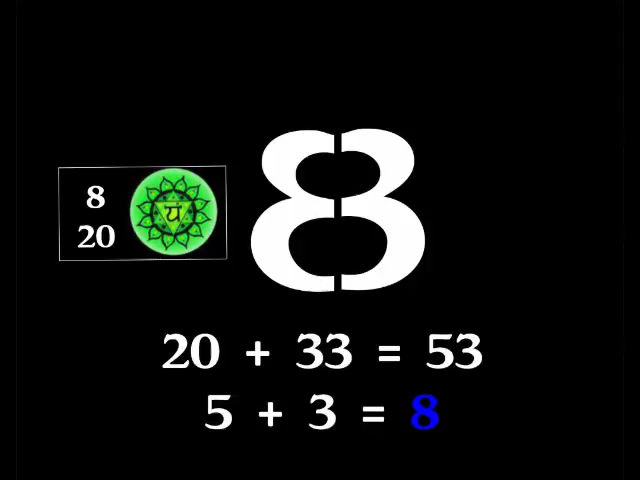 8
8
20
यं
20 + 33 = 53
5 + 3 = 8